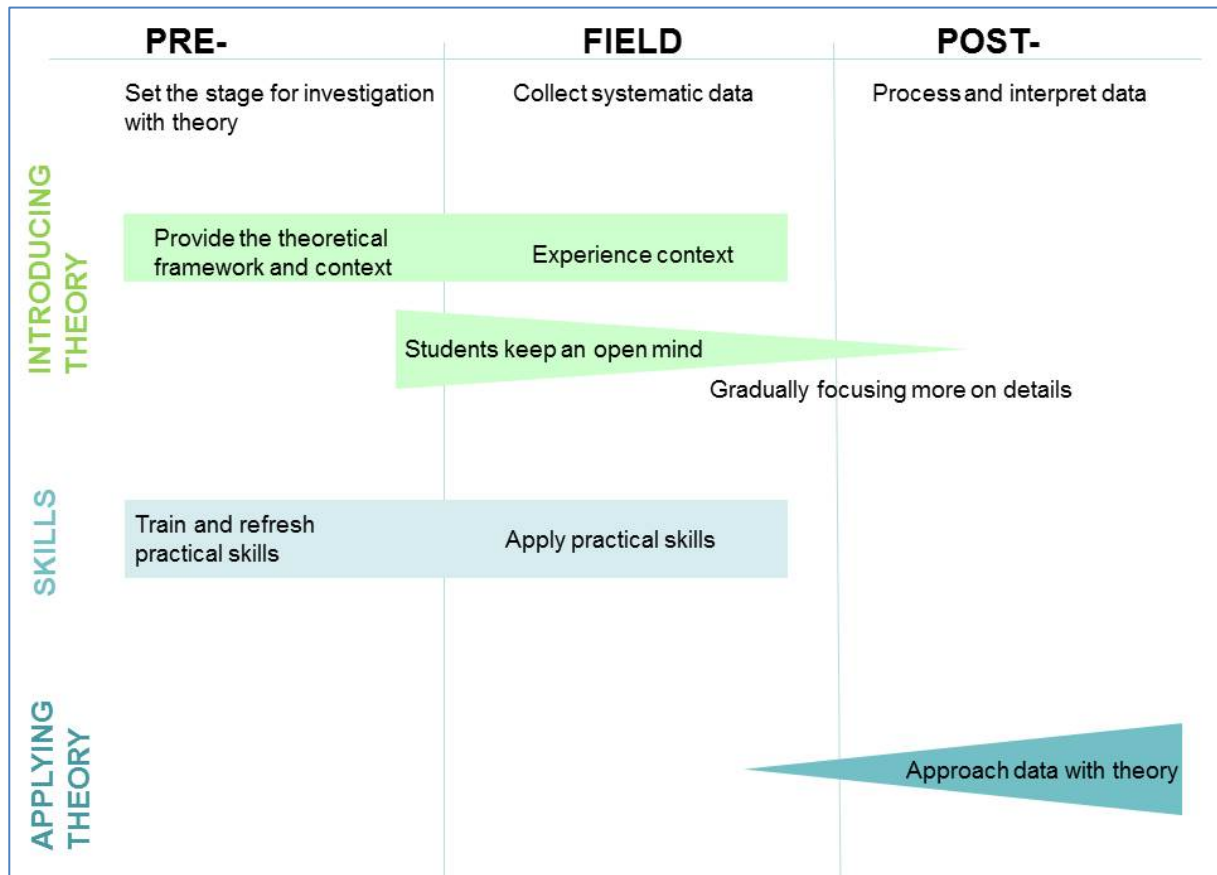 PRE-
FIELD
POST-
Set the stage for investigation
with theory
Collect systematic data
Process and interpret data
INTRODUCING
THEORY
Provide the theoretical
framework and context
Experience context
Students keep an open mind
Gradually focusing more on details
SKILLS
Train and refresh
practical skills
Apply practical skills
APPLYING
THEORY
Approach data with theory